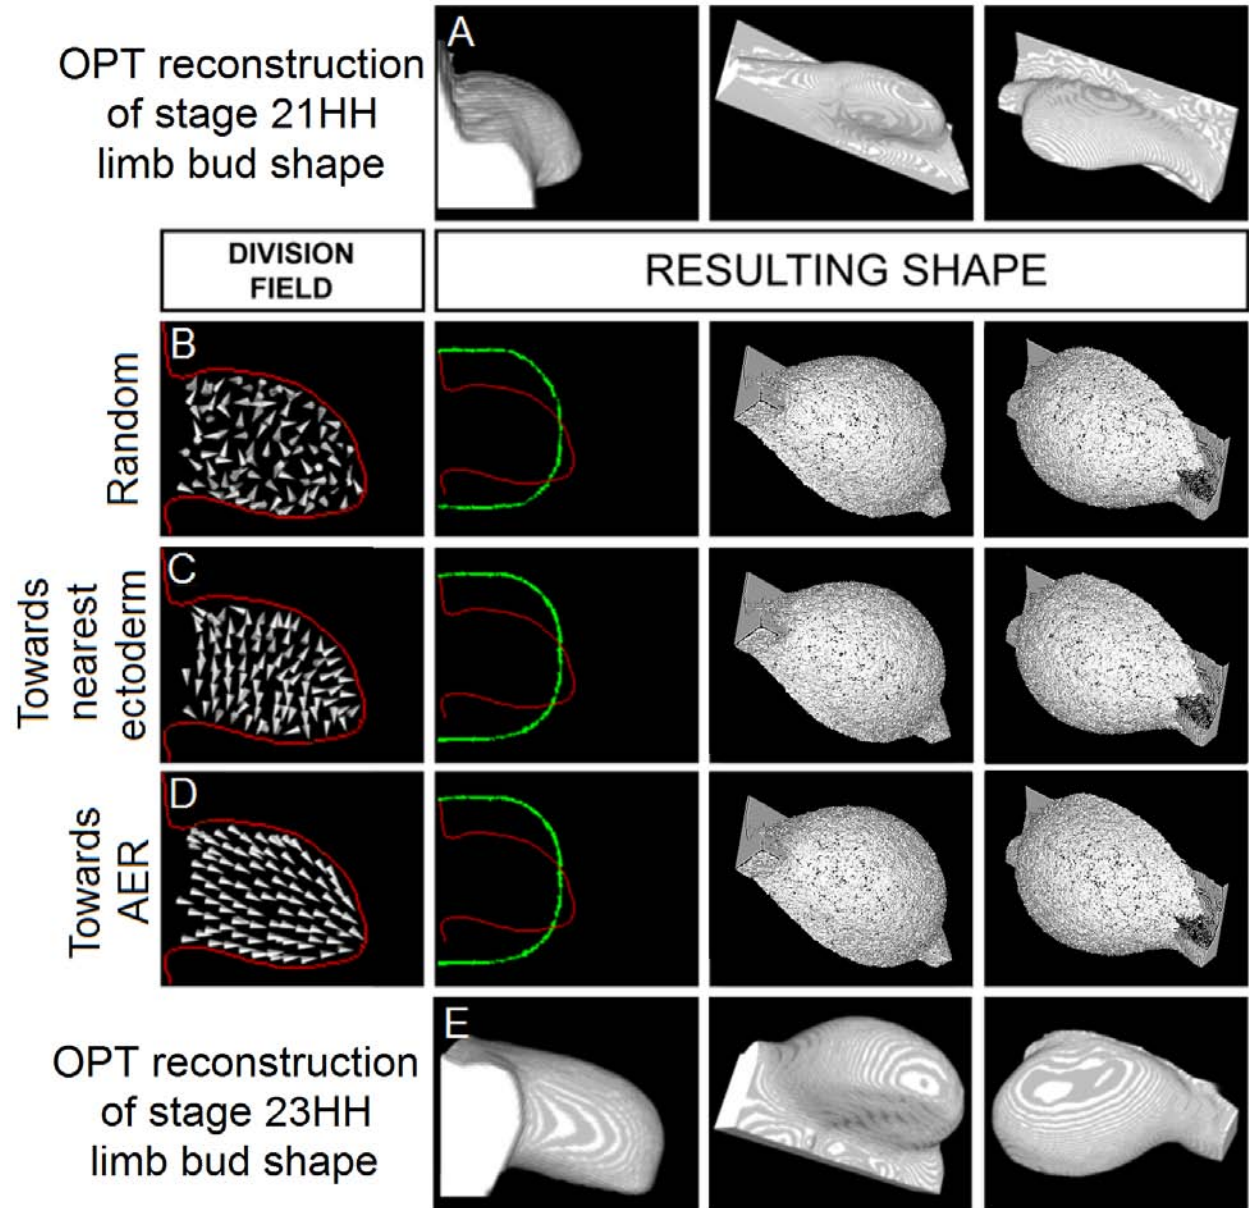 OPT reconstruction
of stage 21HH
limb bud shape
A
DIVISION
FIELD
RESULTING SHAPE
Random
B
Towards
nearest
ectoderm
C
Towards
AER
D
OPT reconstruction
of stage 23HH
limb bud shape
E